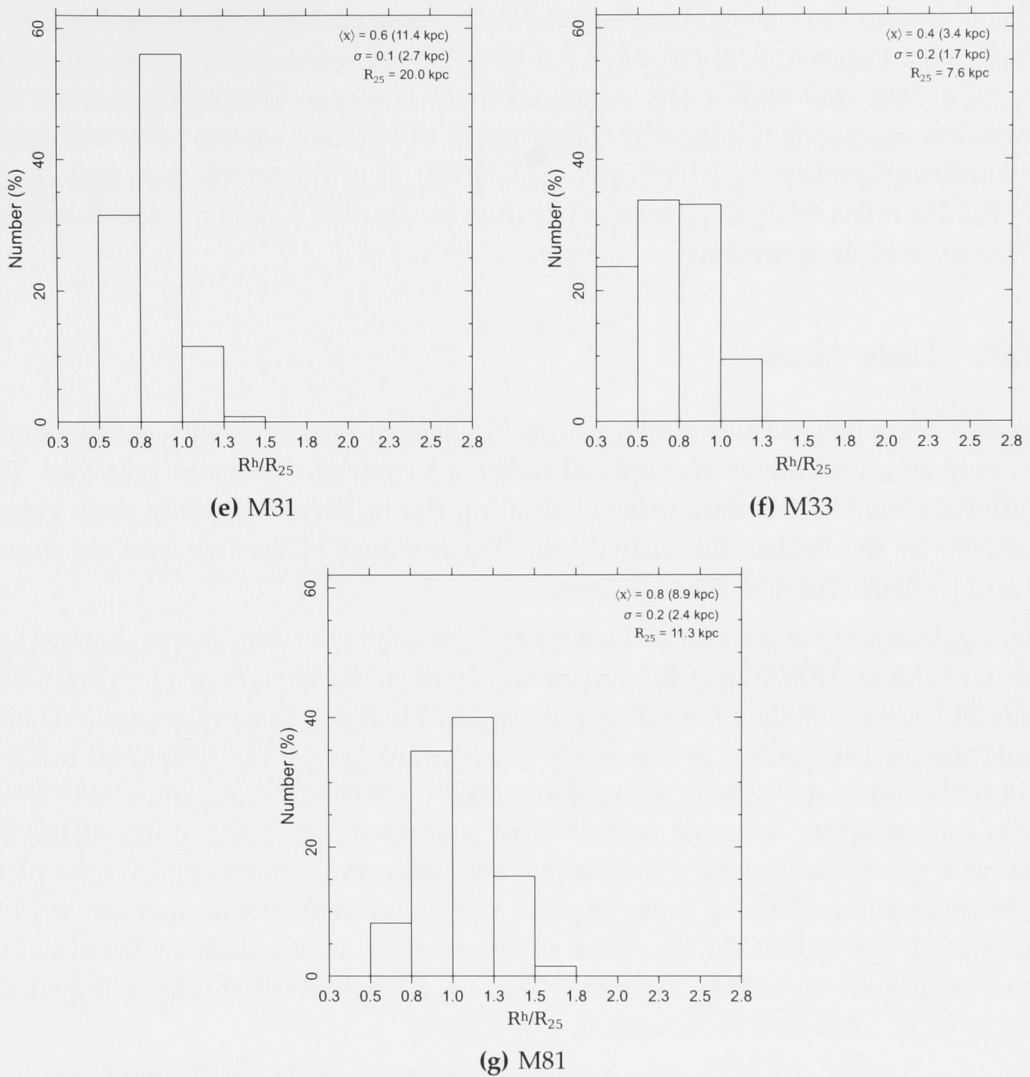 60
40
20
0
Number (%)
⟨x⟩ = 0.6 (11.4 kpc)
σ = 0.1 (2.7 kpc)
R25 = 20.0 kpc
0.3 0.5 0.8 1.0 1.3 1.5 2.0 2.0 2.3 2.5 2.8
Rh/R25
(e) M31
60
40
20
0
Number (%)
⟨x⟩ = 0.4 (3.4 kpc)
σ = 0.2 (1.7 kpc)
R25 = 7.6 kpc
0.3 0.5 0.8 1.0 1.3 1.5 2.0 2.0 2.3 2.5 2.8
Rh/R25
(f) M33
60
40
20
0
Number (%)
⟨x⟩ = 0.8 (8.9 kpc)
σ = 0.2 (2.4 kpc)
R25 = 11.3 kpc
0.3 0.5 0.8 1.0 1.3 1.5 2.0 2.0 2.3 2.5 2.8
Rh/R25
(g) M81